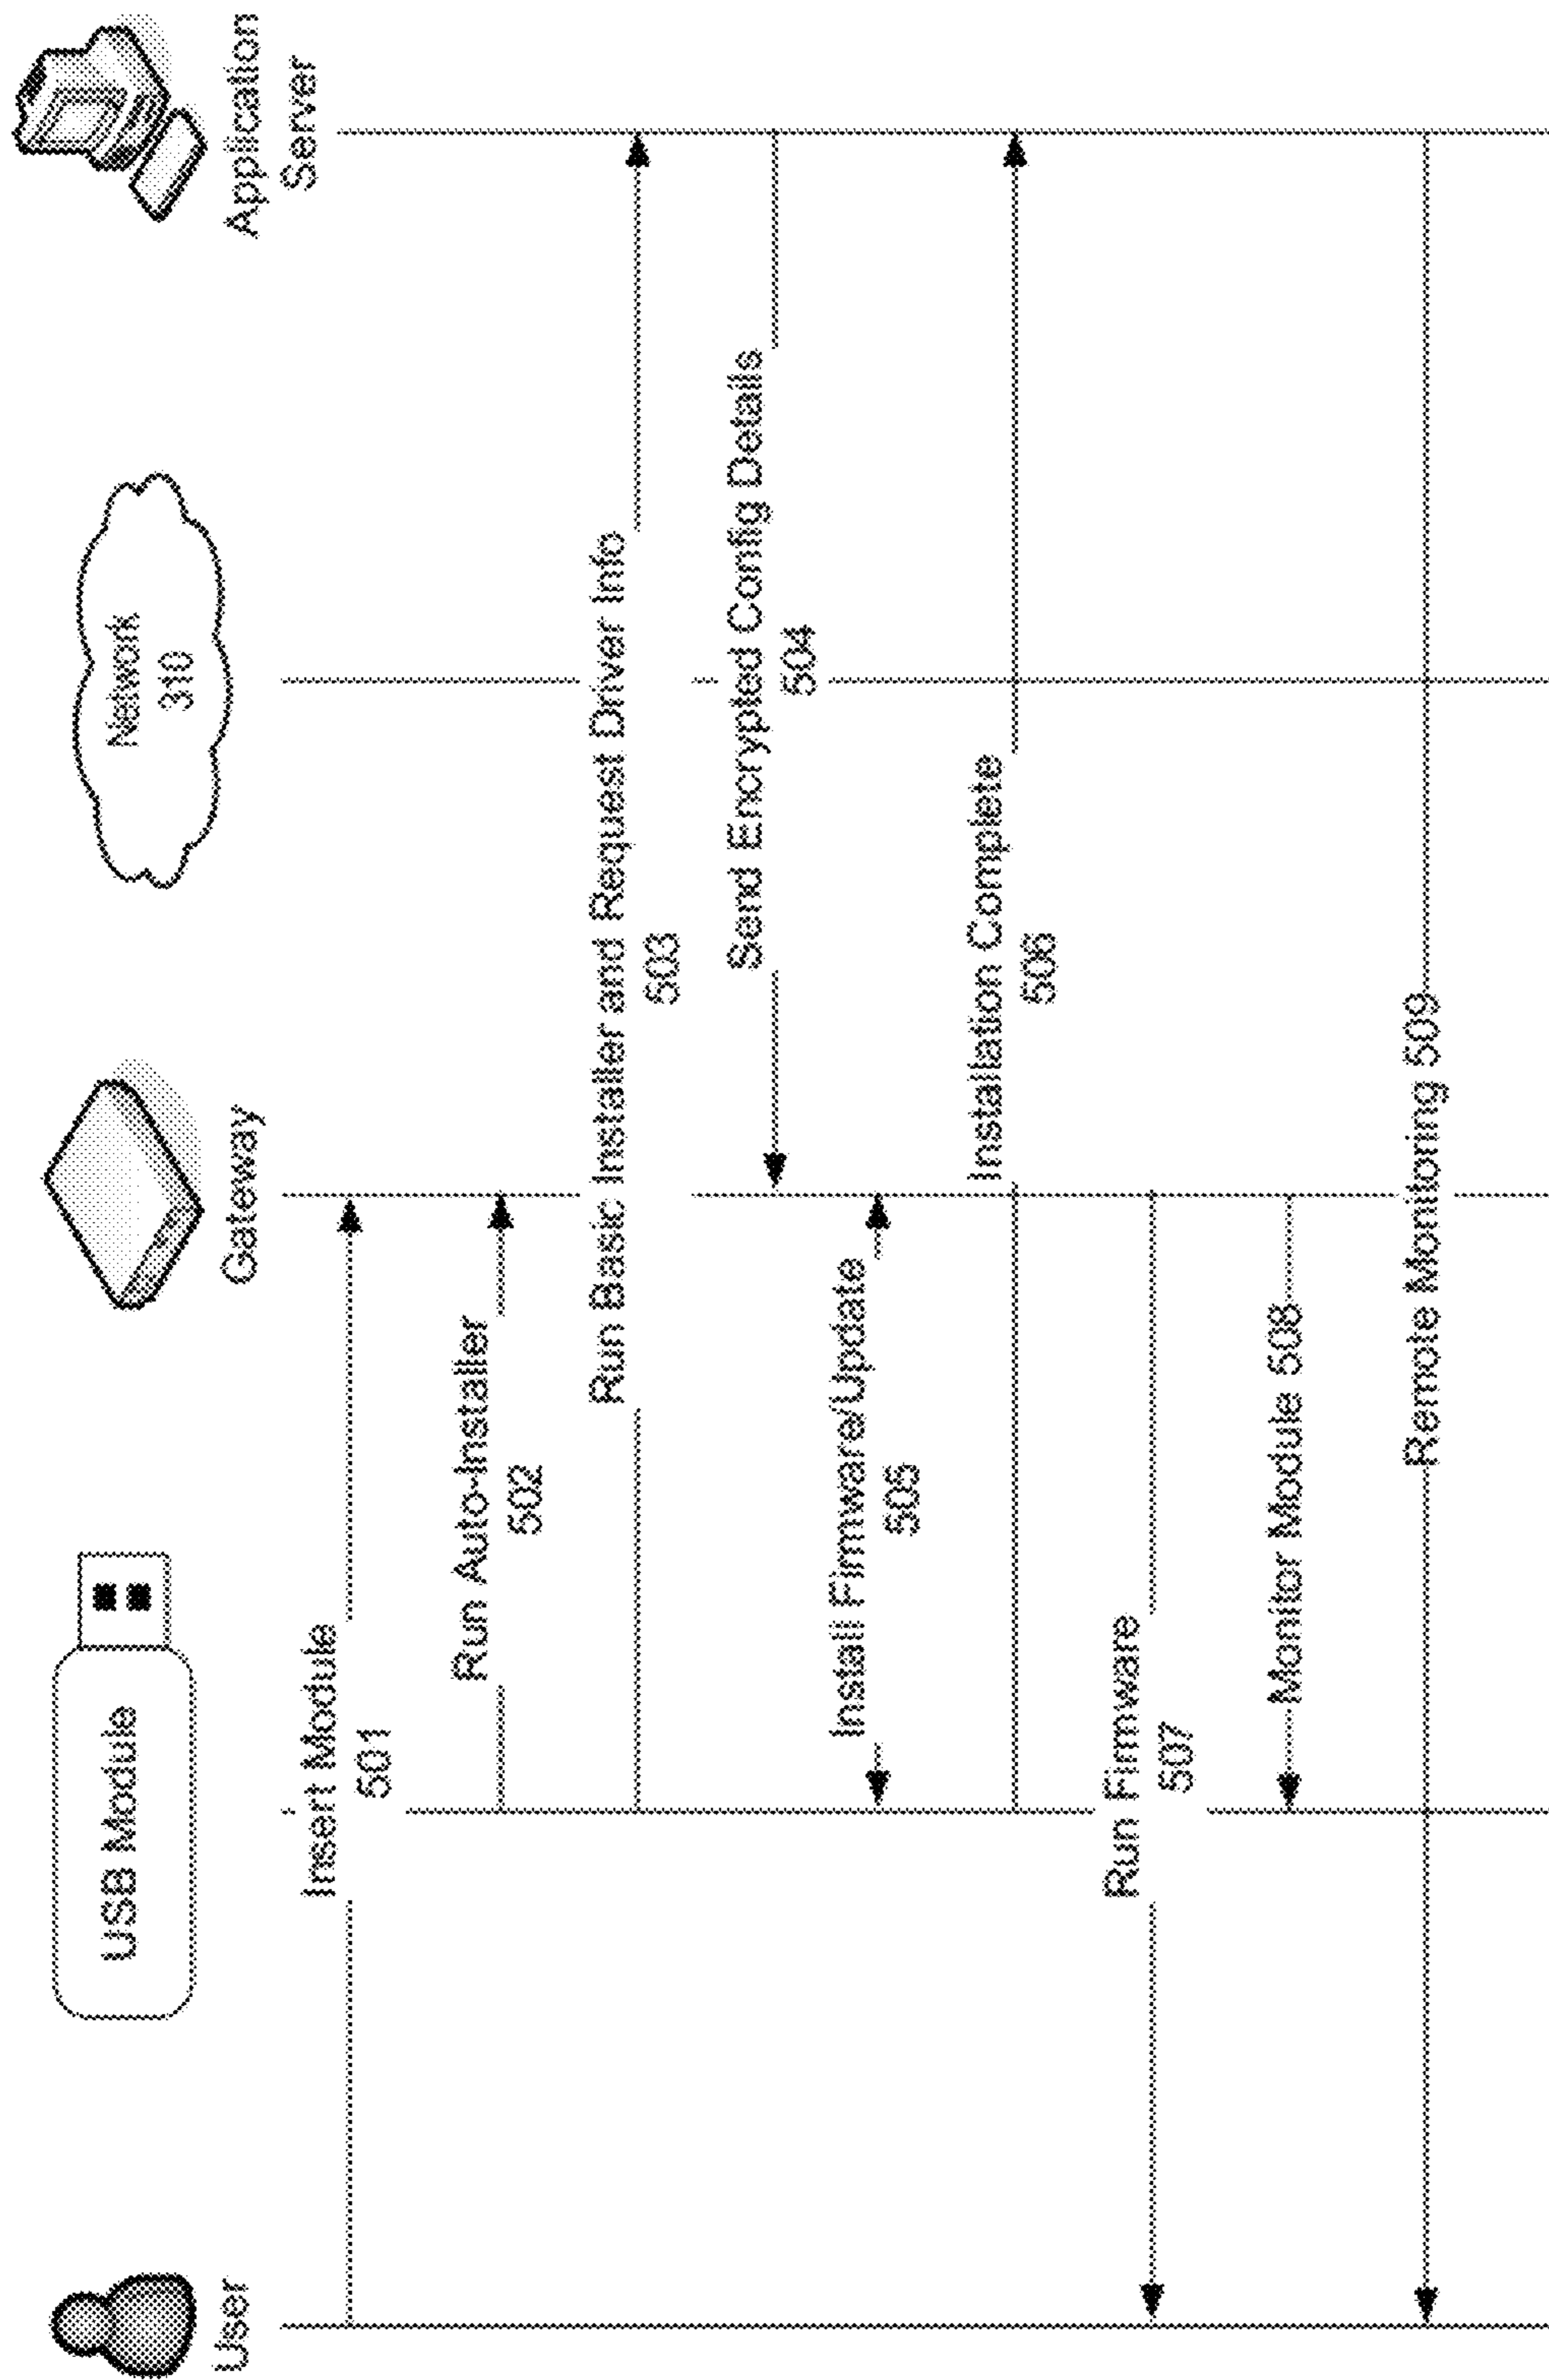 User
USB Module
Gateway
Network
310
Application
Server
Insert Module
501
Run Auto-Installer
502
Run Basic Installer and Request Driver Info
503
Send Encrypted Config Details
504
Install Firmware/Update
505
Installation Complete
506
Run Firmware
507
Monitor Module 508
Remote Monitoring 509